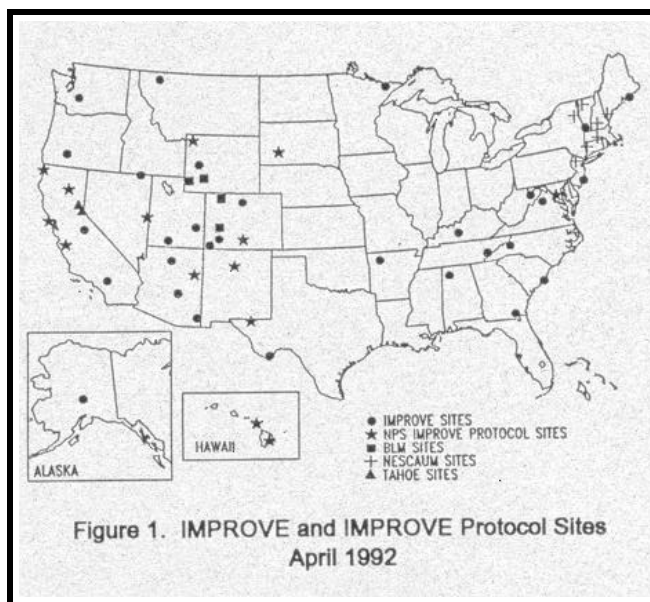 ALASKA
HAWAII
IMPROVE SITES
NPS IMPROVE PROTOCOL SITES
BLM SITES
NESCAUM SITES
TAHOE SITES
Figure 1. IMPROVE and IMPROVE Protocol Sites
April 1992